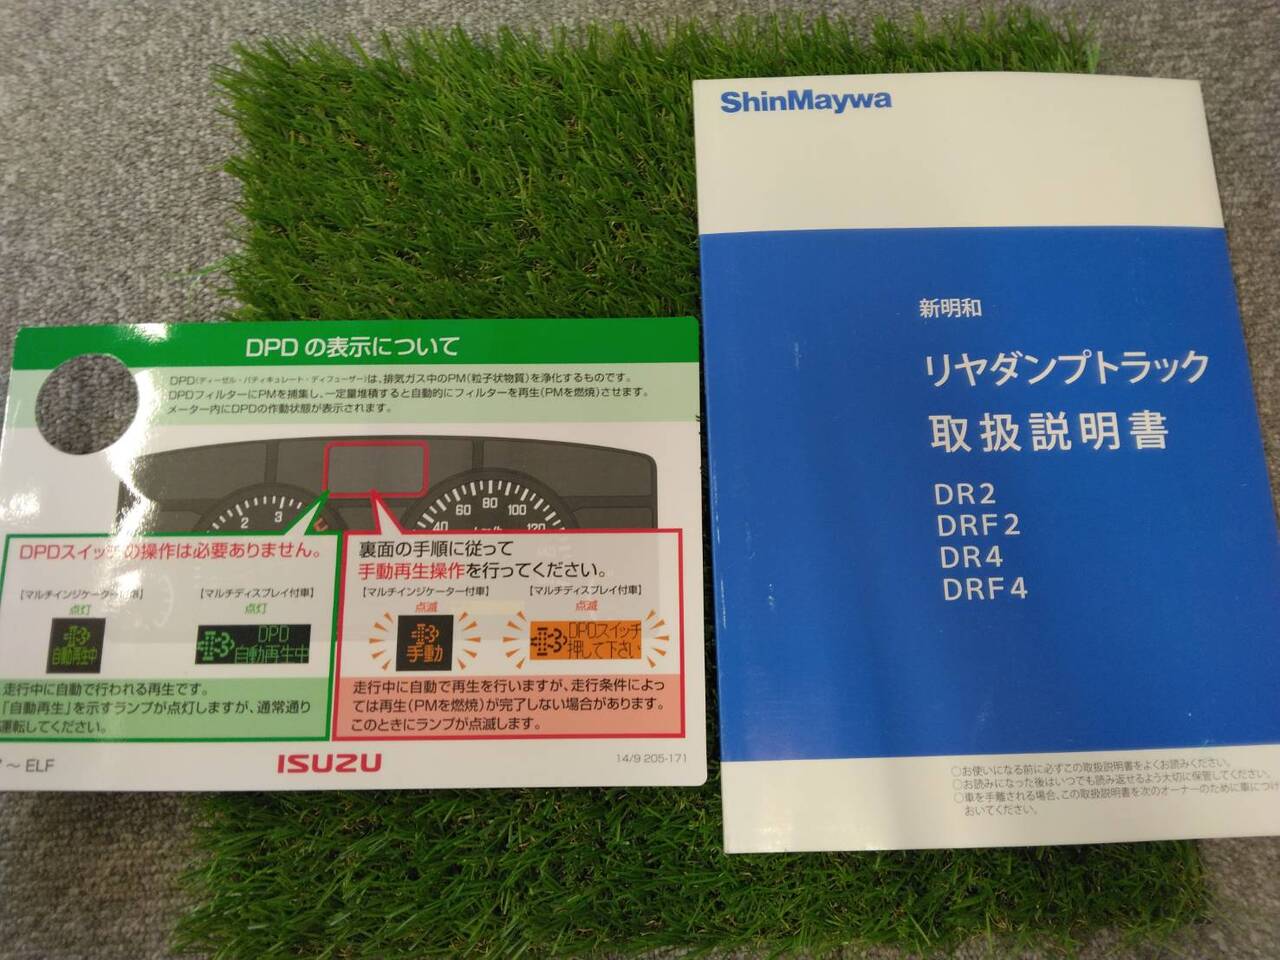 DPD の表示について
DPD(ディーゼル・パティキュレート・ディフューザー)は、排気ガス中のPM(粒子状物質)を浄化するものです。
DPDフィルターにPMを捕集し、一定量堆積すると自動的にフィルターを再生(PMを燃焼)させます。
メーター内にDPDの作動状態が表示されます。
2 3
40 60 80 100 120
km/h
DPDスイッチの操作は必要ありません。
【マルチインジケーター付車】
点灯
自動再生中
【マルチディスプレイ付車】
点灯
DPD
自動再生中
走行中に自動で行われる再生です。
「自動再生」を示すランプが点灯しますが、通常通り
運転してください。
裏面の手順に従って
手動再生操作を行ってください。
【マルチインジケーター付車】
点滅
手動
【マルチディスプレイ付車】
点滅
DPDスイッチ
押して下さい
走行中に自動で再生を行いますが、走行条件によっ
ては再生(PMを燃焼)が完了しない場合があります。
このときにランプが点滅します。
～ ELF
ISUZU
14/9 205-171
ShinMaywa
新明和
リヤダンプトラック
取扱説明書
DR2
DRF2
DR4
DRF4
○お使いになる前に必ずこの取扱説明書をよくお読みください。
○お読みになった後はいつでも読み返せるよう大切に保管してください。
○車を手離される場合、この取扱説明書を次のオーナーのために車につけ
おいてください。